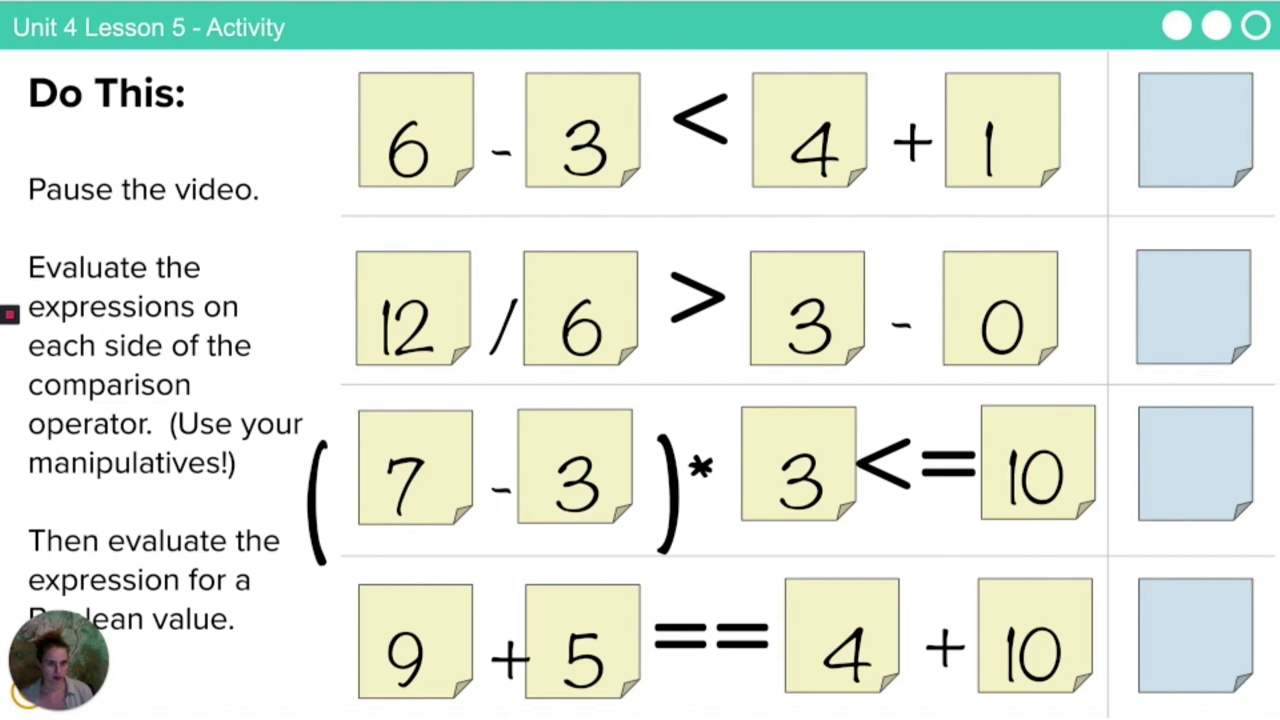 Unit 4 Lesson 5 - Activity
Do This:
Pause the video.
Evaluate the
expressions on
each side of the
comparison
operator. (Use your
manipulatives!)
Then evaluate the
expression for a
Boolean value.
6 - 3 < 4 + 1
12 / 6 > 3 - 0
( 7 - 3 ) * 3 <= 10
9 + 5 == 4 + 10